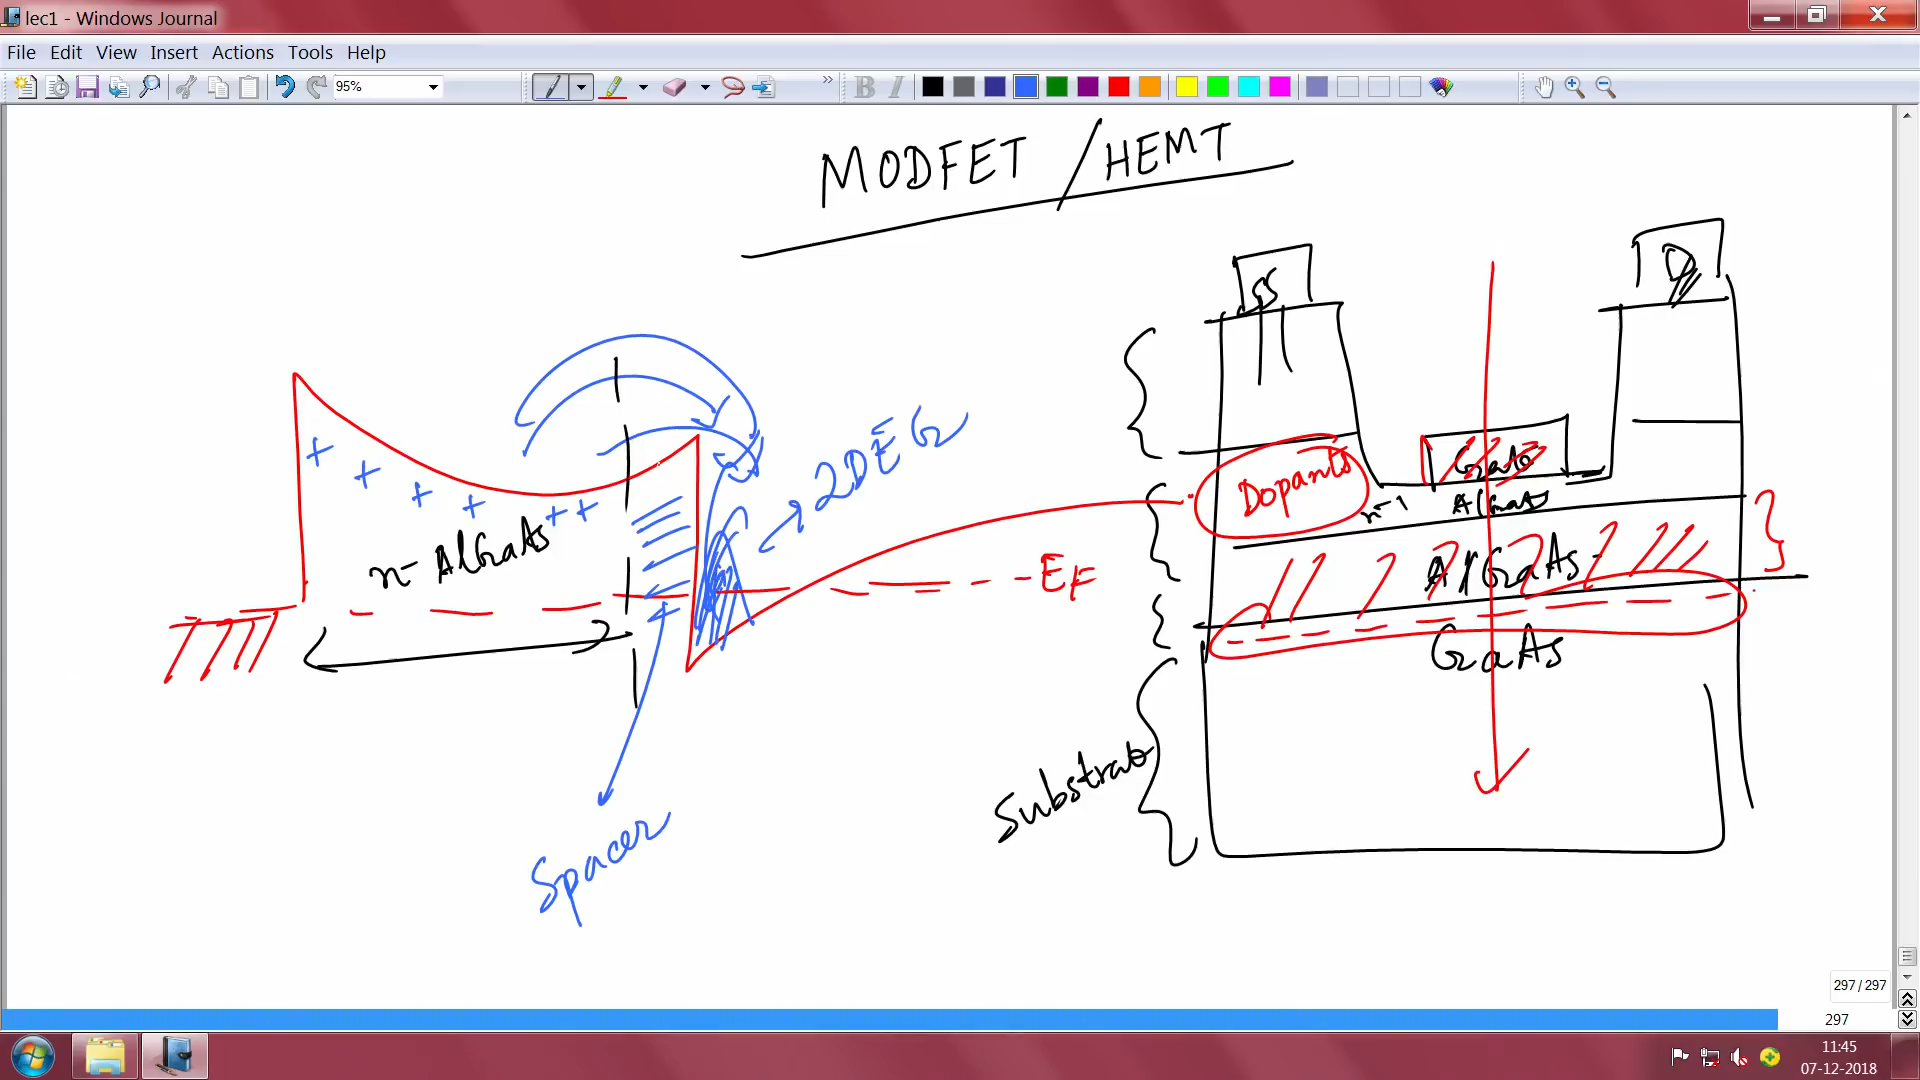 lec1 - Windows Journal
File Edit View Insert Actions Tools Help
95%
MODFET / HEMT
S
D
Gate
Dopants
n-
AlGaAs
AlGaAs
GaAs
Substrate
2DEG
n-AlGaAs
EF
Spacer
297 / 297
297
11:45
07-12-2018